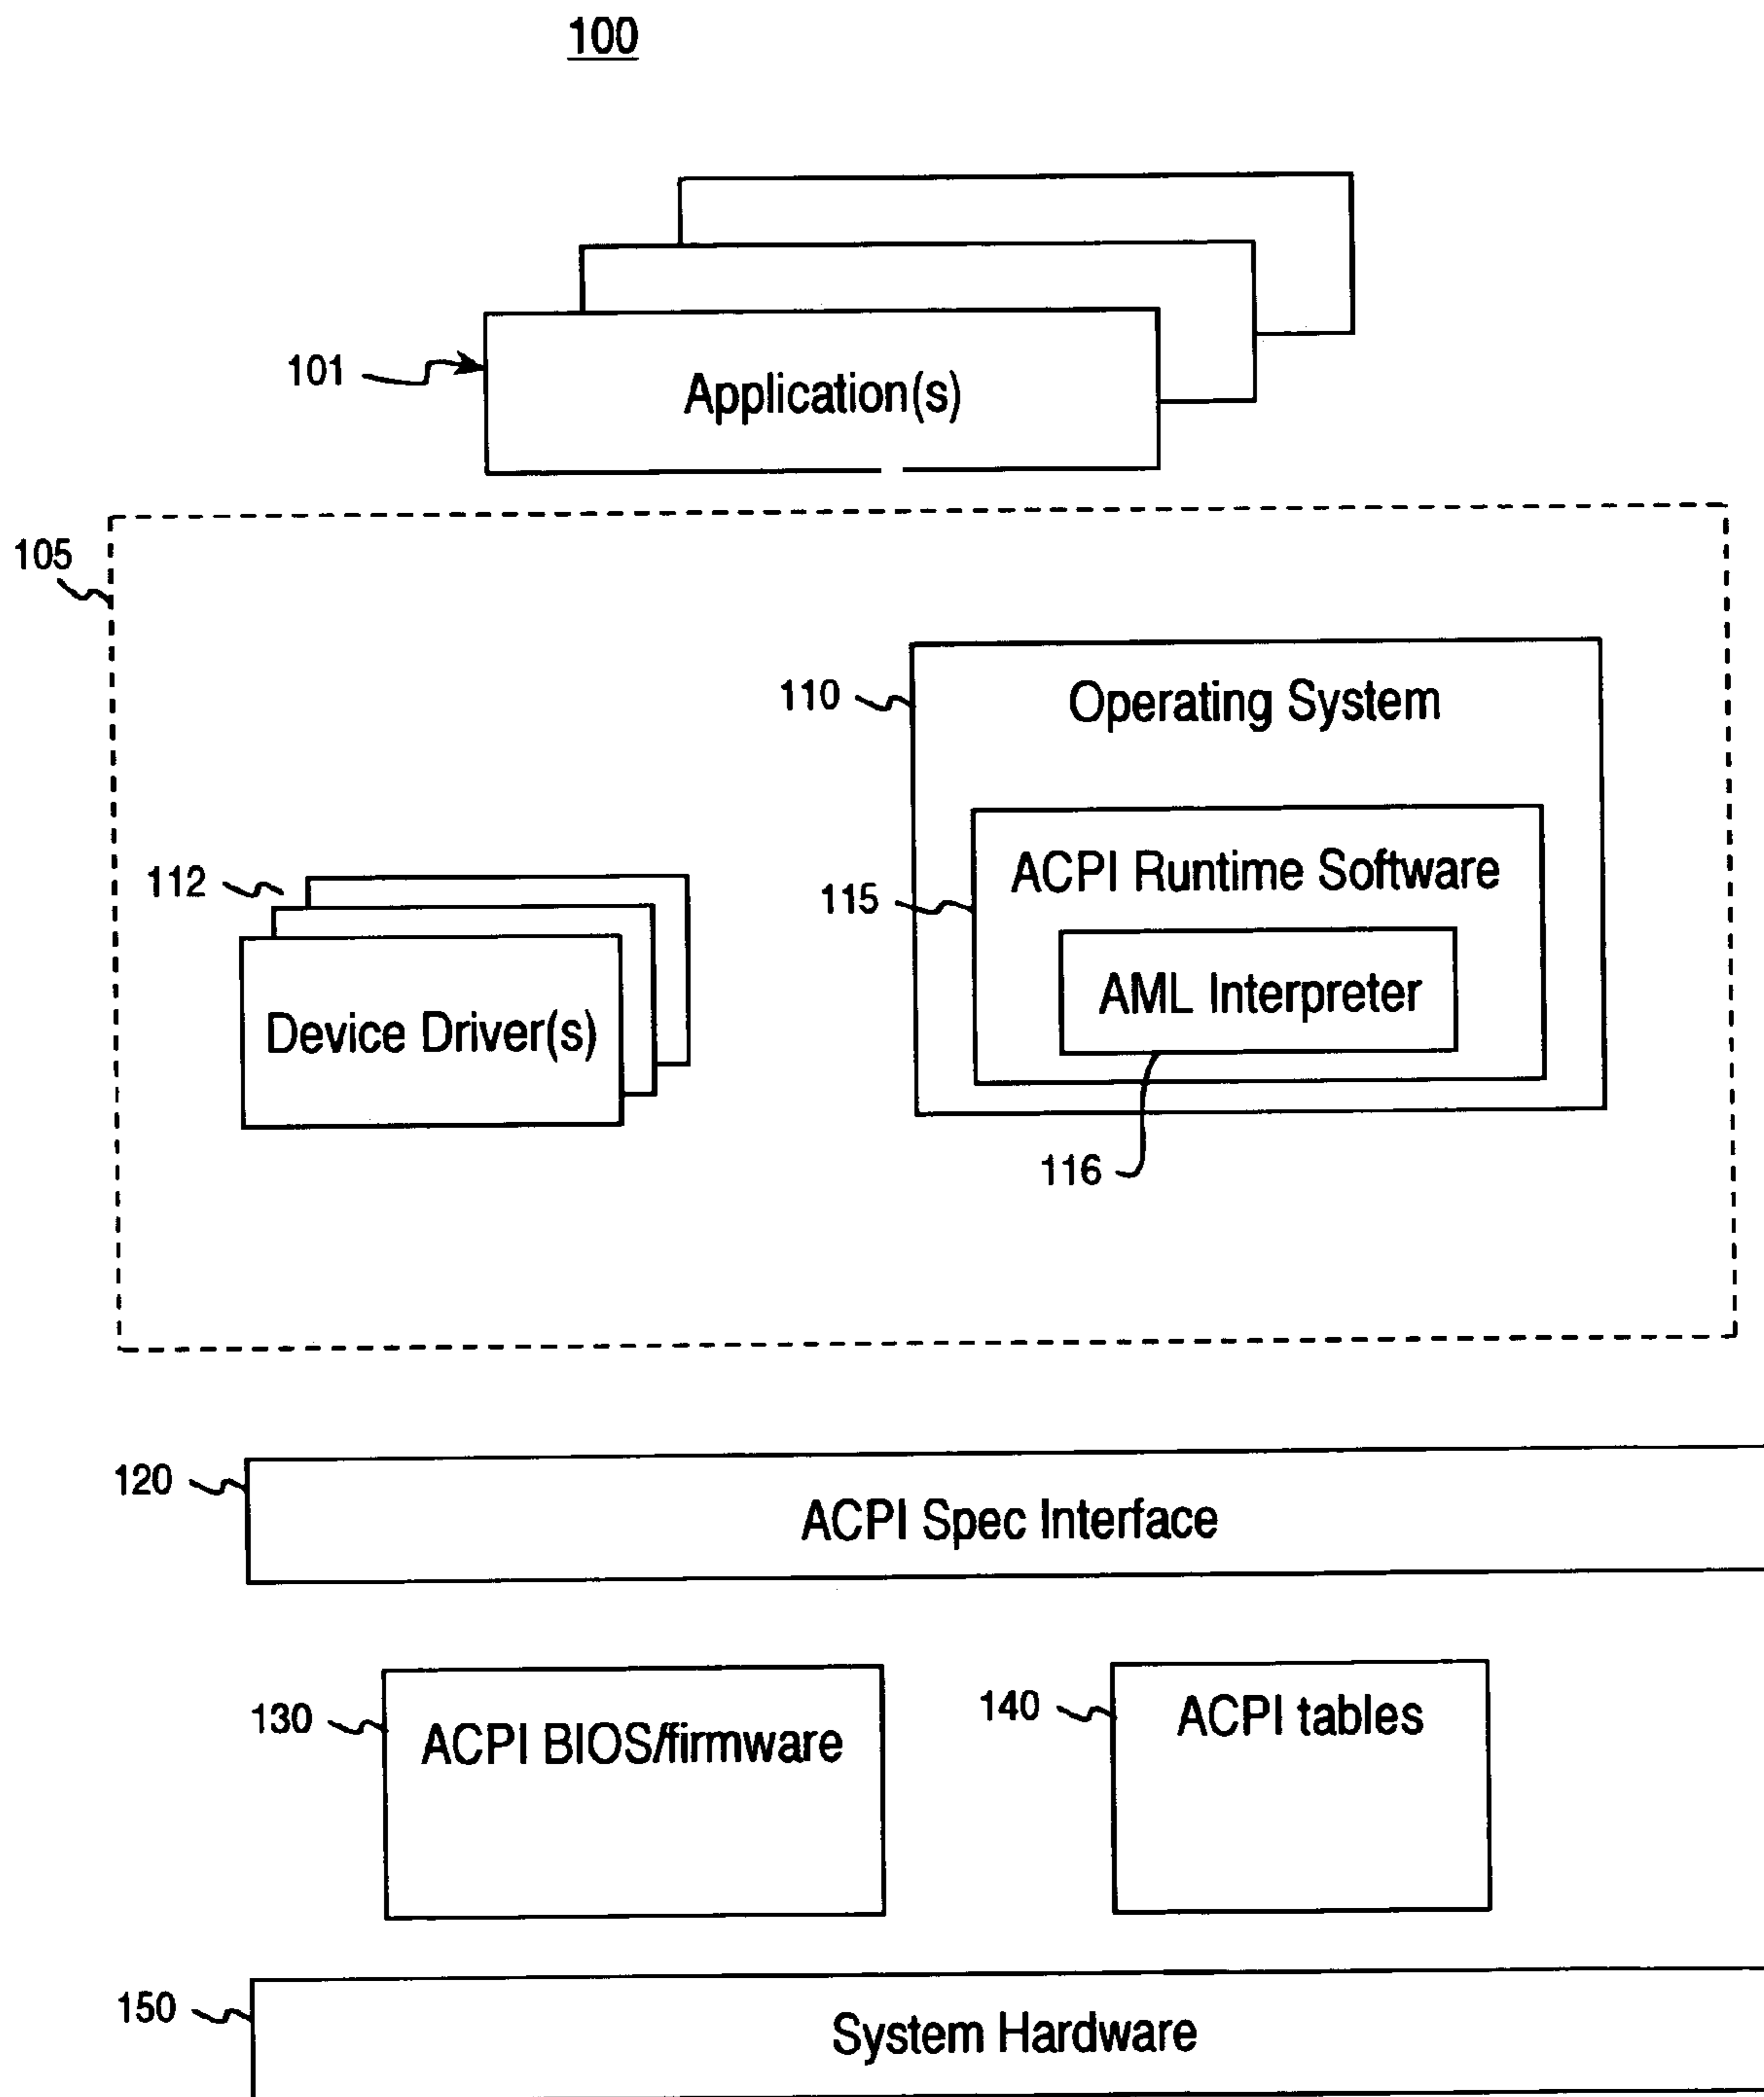 100
101
Application(s)
105
110
Operating System
112
115
ACPI Runtime Software
AML Interpreter
Device Driver(s)
116
120
ACPI Spec Interface
130
ACPI BIOS/firmware
140
ACPI tables
150
System Hardware